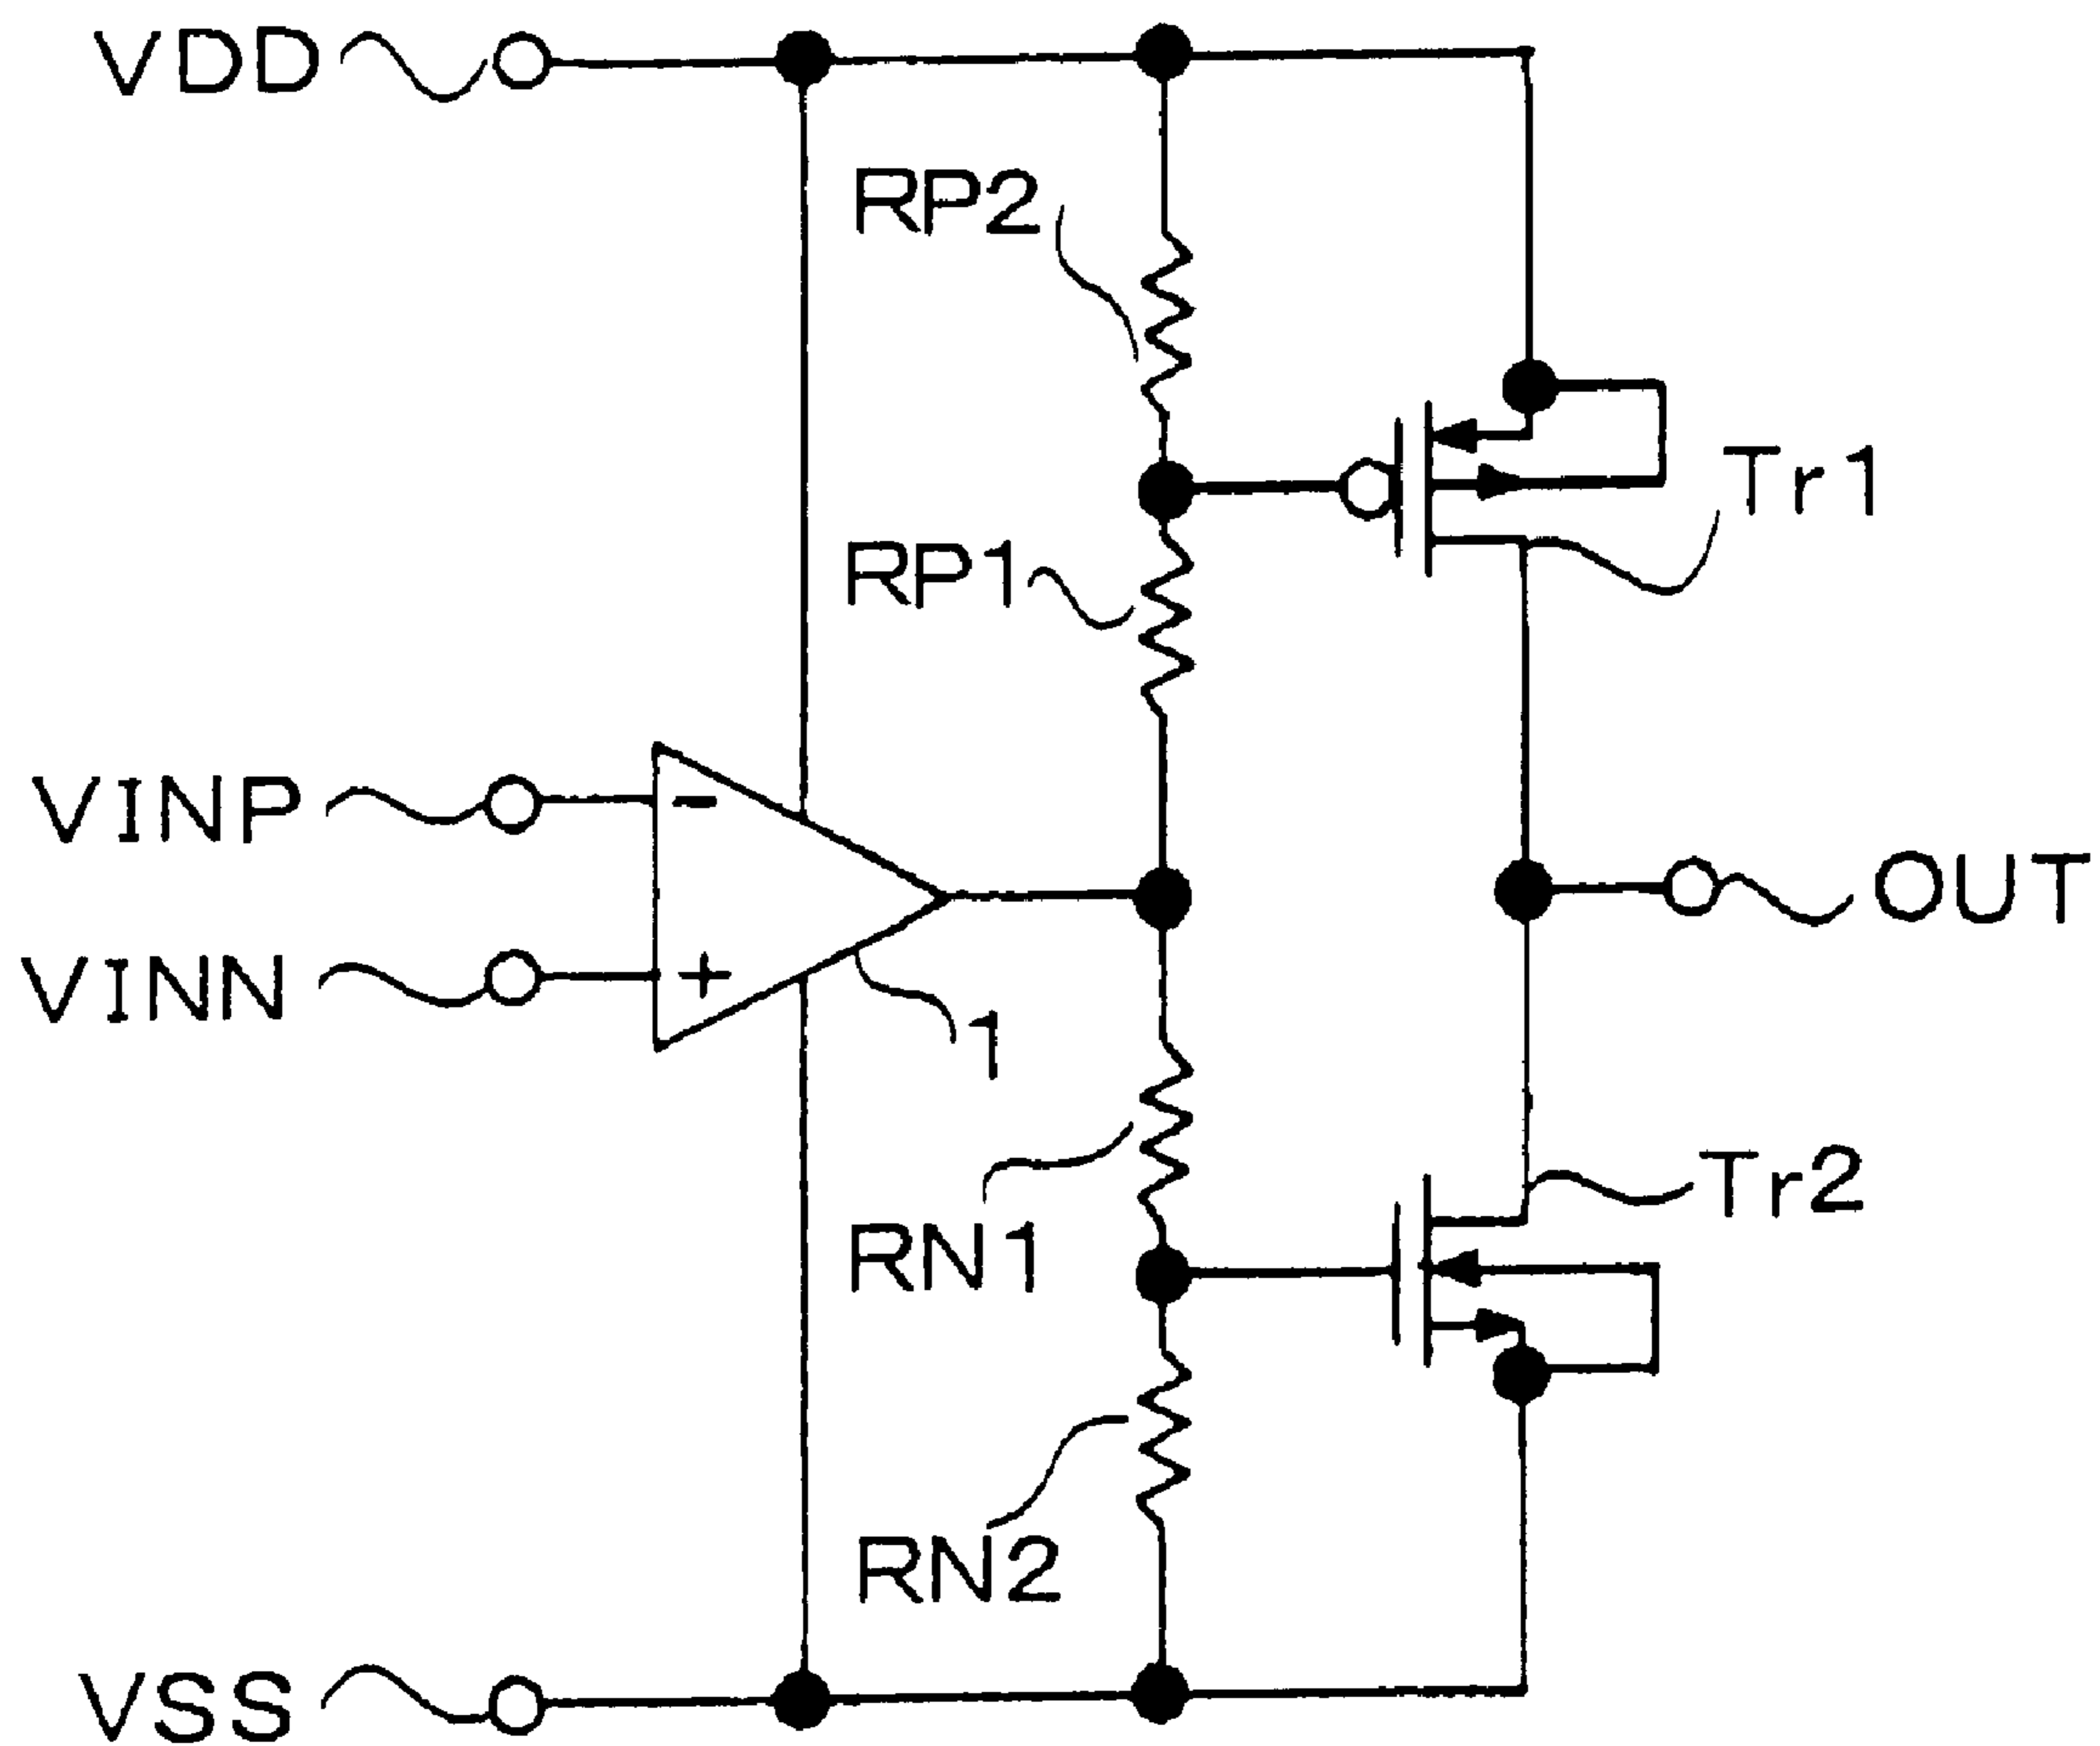 VDD
RP2
Tr1
RP1
VINP
-
OUT
VINN
+
1
Tr2
RN1
RN2
VSS